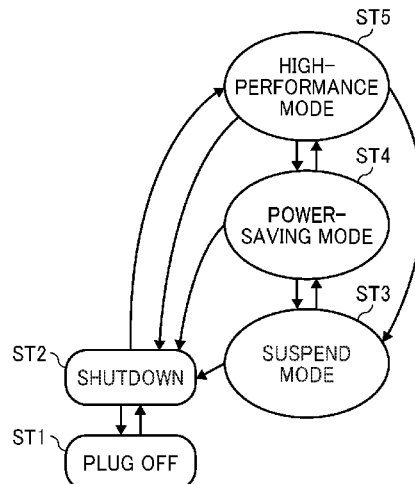 ST5
HIGH-
PERFORMANCE
MODE
ST4
POWER-
SAVING MODE
ST3
SUSPEND
MODE
ST2
SHUTDOWN
ST1
PLUG OFF